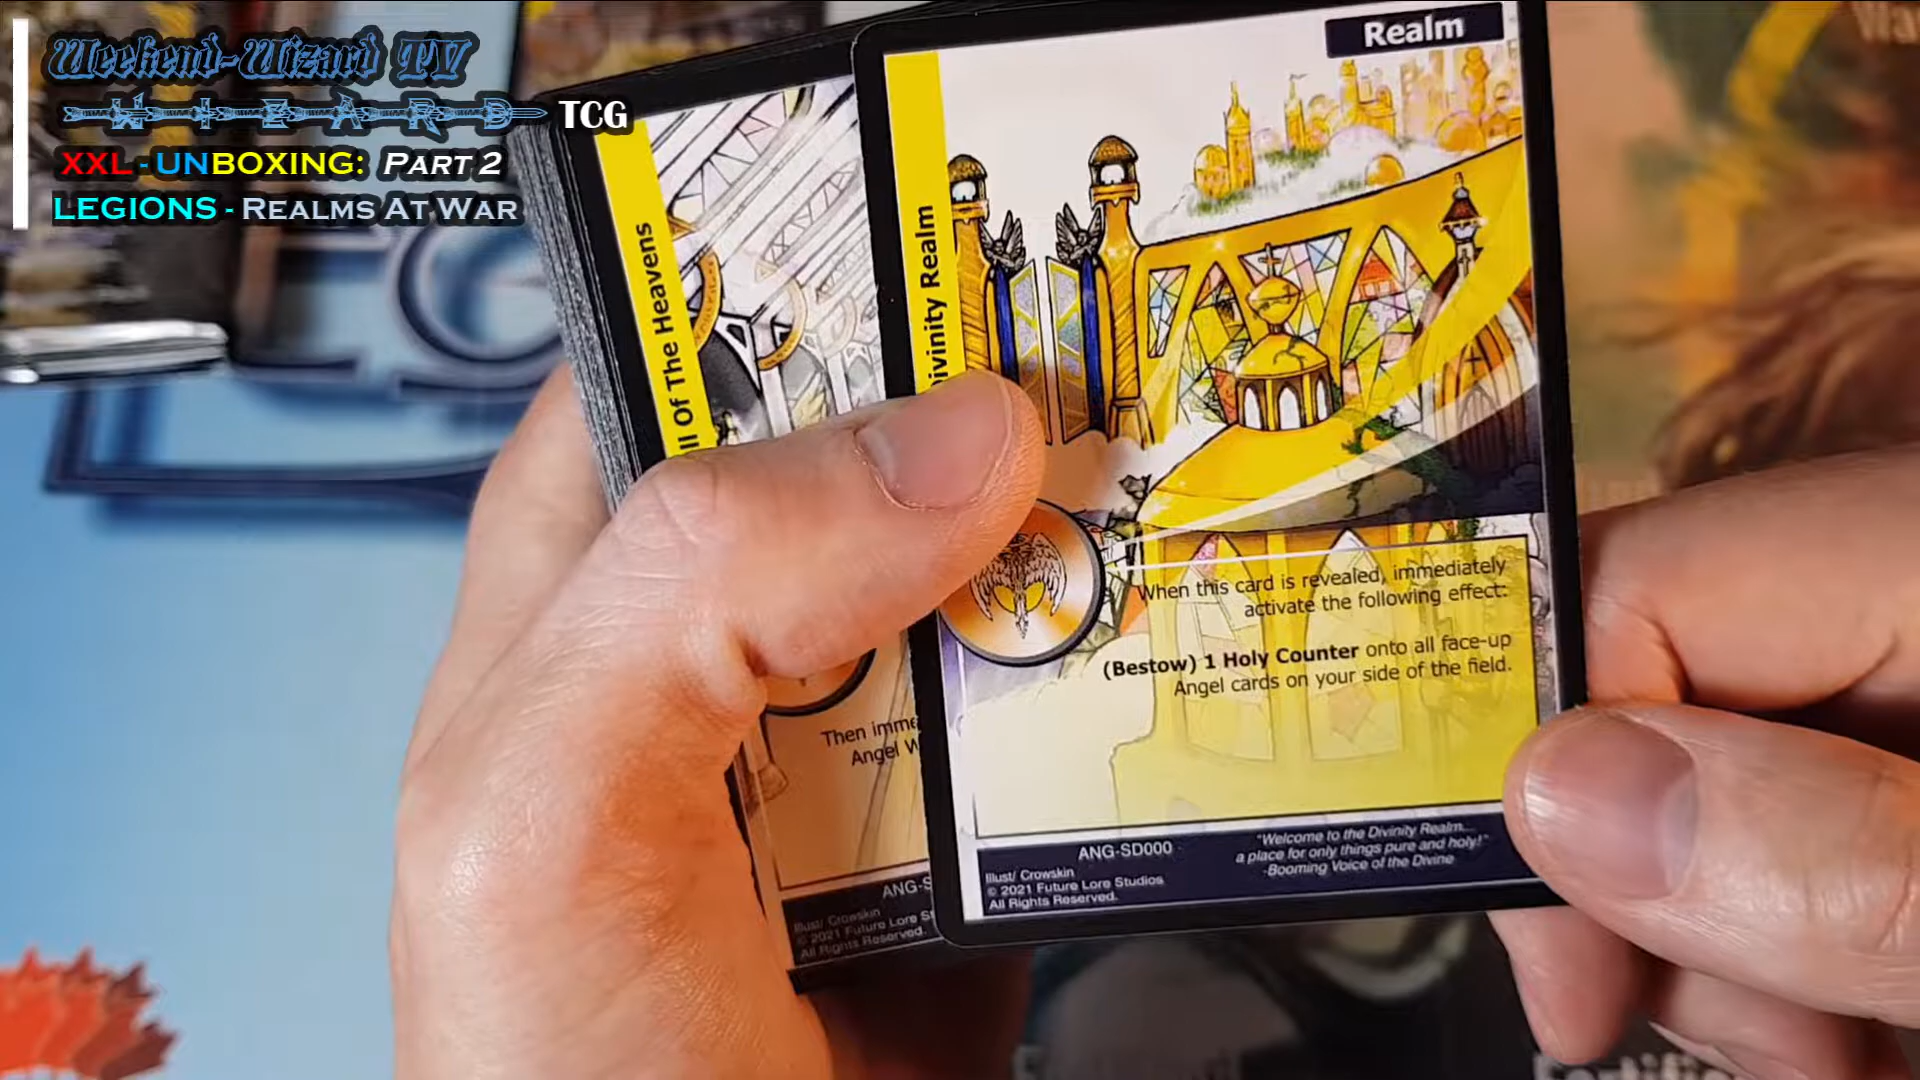 Weekend-Wizard TV
WIZARD TCG
XXL - UNBOXING: Part 2
LEGIONS - Realms At War
Realm
ll Of The Heavens
Divinity Realm
When this card is revealed, immediately
activate the following effect:
(Bestow) 1 Holy Counter onto all face-up
Angel cards on your side of the field.
Then imme
Angel W
ANG-SD000
"Welcome to the Divinity Realm...
a place for only things pure and holy!"
-Booming Voice of the Divine
Illust/ Crowskin
© 2021 Future Lore Studios
All Rights Reserved.
ANG-S
Illust/ Crowskin
© 2021 Future Lore St
All Rights Reserved.